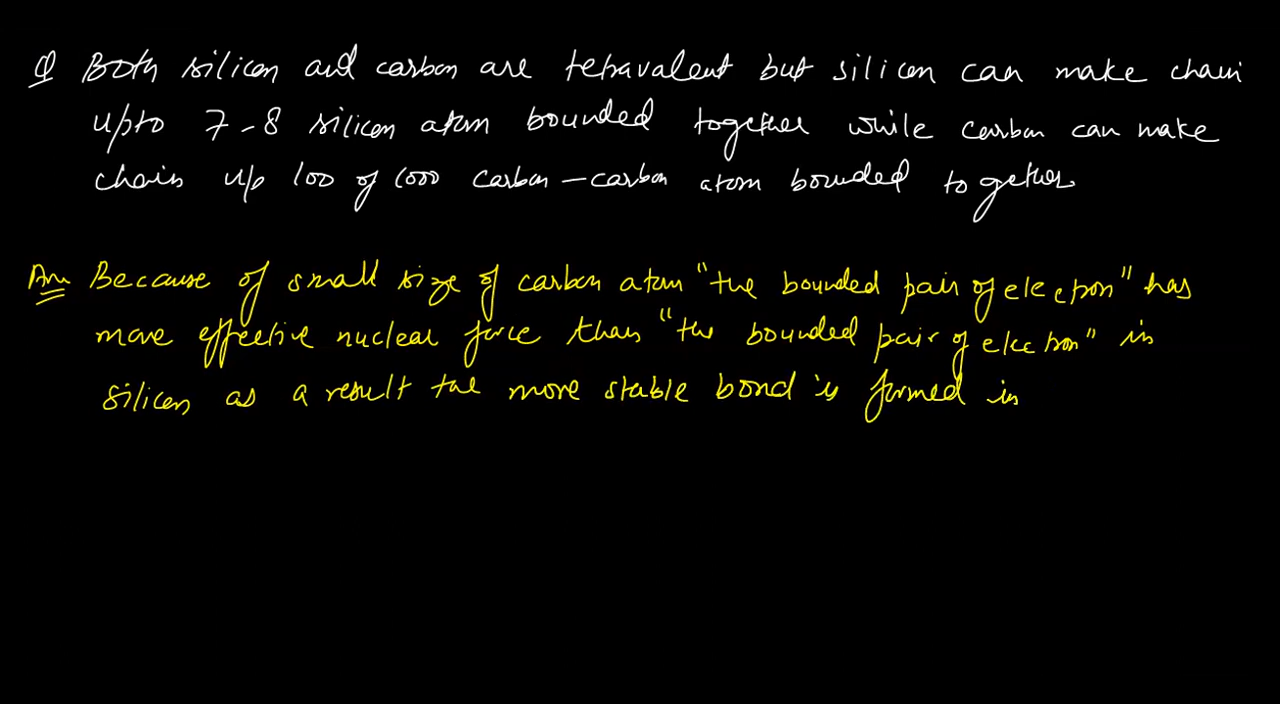 Q Both silicon and carbon are tetravalent but silicon can make chain
upto 7-8 silicon atom bounded together while carbon can make
chain up 100 of 1000 carbon-carbon atom bounded together
Ans Because of small size of carbon atom "the bounded pair of electron" has
more effective nuclear force than "the bounded pair of electron" in
silicon as a result the more stable bond is formed in